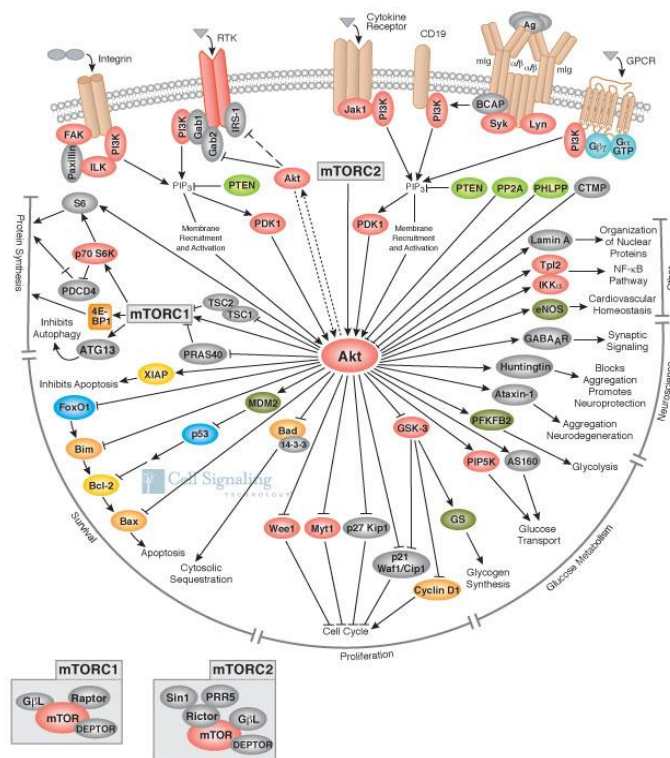 Ag
Integrin
RTK
Cytokine
Receptor
CD19
mIg
α/β
α/β
mIg
GPCR
FAK
Paxillin
ILK
PI3K
PI3K
Gab1
Gab2
IRS-1
Jak1
PI3K
PI3K
BCAP
Syk
Lyn
PI3K
Gβγ
Gα
GTP
PIP3
PTEN
Akt
mTORC2
PIP3
PTEN
PP2A
PHLPP
CTMP
Membrane
Recruitment
and Activation
PDK1
PDK1
Membrane
Recruitment
and Activation
Protein Synthesis
S6
p70 S6K
PDCD4
4E-
BP1
mTORC1
TSC2
TSC1
Inhibits
Autophagy
ATG13
PRAS40
Akt
Lamin A
Organization
of Nuclear
Proteins
Tpl2
IKKα
NF-κB
Pathway
eNOS
Cardiovascular
Homeostasis
Other
GABAAR
Synaptic
Signaling
Huntingtin
Blocks
Aggregation
Promotes
Neuroprotection
Neuroscience
Ataxin-1
Aggregation
Neurodegeneration
Inhibits Apoptosis
XIAP
FoxO1
MDM2
Bim
p53
Bad
14-3-3
GSK-3
PFKFB2
Glycolysis
PIP5K
AS160
Bcl-2
Cell Signaling
TECHNOLOGY
Bax
Apoptosis
Cytosolic
Sequestration
Survival
Wee1
Myt1
p27 Kip1
p21
Waf1/Cip1
GS
Glucose
Transport
Glycogen
Synthesis
Cyclin D1
Glucose Metabolism
Cell Cycle
Proliferation
mTORC1
GβL
Raptor
mTOR
DEPTOR
mTORC2
Sin1
PRR5
Rictor
GβL
mTOR
DEPTOR